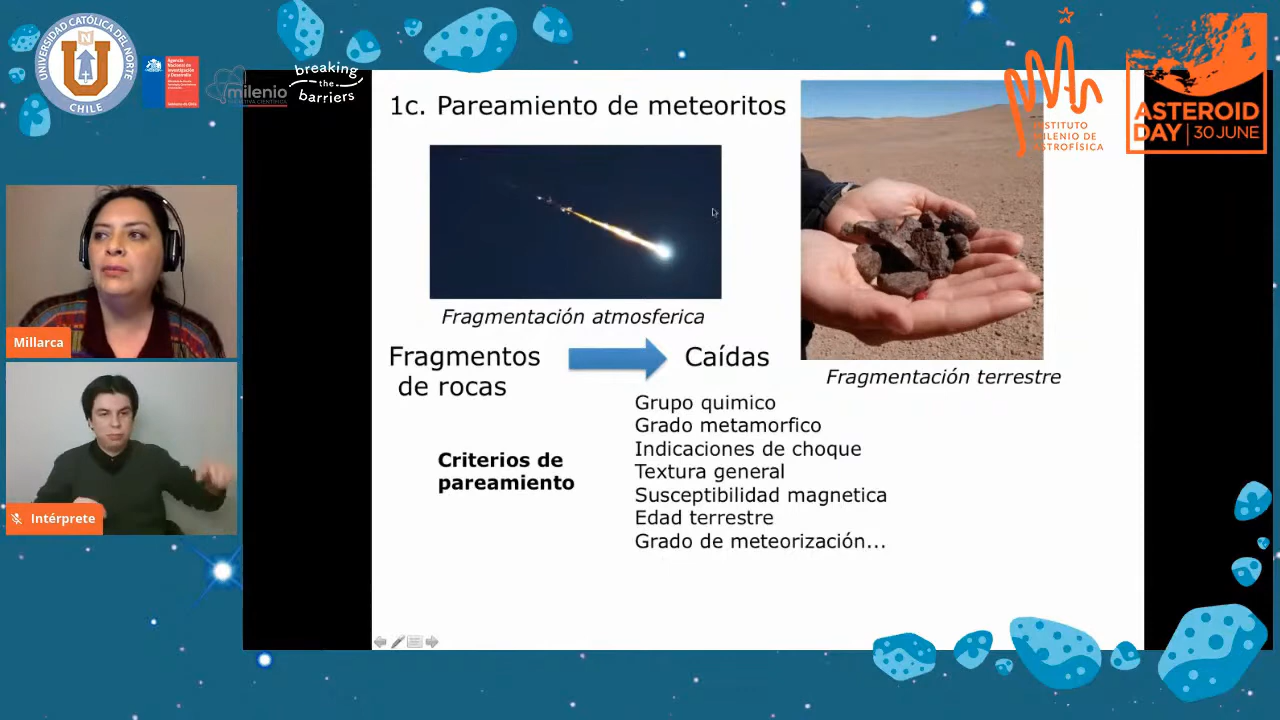 UNIVERSIDAD CATÓLICA DEL NORTE
N
CHILE
Agencia
Nacional de
Investigación
y Desarrollo
milenio
breaking
the
barriers
INSTITUTO
MILENIO DE
ASTROFÍSICA
ASTEROID
DAY | 30 JUNE
1c. Pareamiento de meteoritos
Fragmentación atmosferica
Fragmentación terrestre
Fragmentos
de rocas
Caídas
Grupo quimico
Grado metamorfico
Indicaciones de choque
Textura general
Susceptibilidad magnetica
Edad terrestre
Grado de meteorización...
Criterios de
pareamiento
Millarca
Intérprete